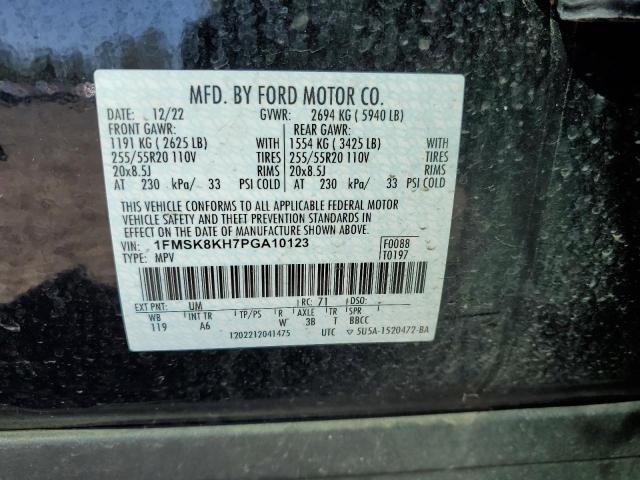 MFD. BY FORD MOTOR CO.
DATE: 12/22 GVWR: 2694 KG ( 5940 LB)
FRONT GAWR: REAR GAWR:
1191 KG ( 2625 LB) WITH 1554 KG ( 3425 LB) WITH
255/55R20 110V TIRES 255/55R20 110V TIRES
20x8.5J RIMS 20x8.5J RIMS
AT 230 kPa/ 33 PSI COLD AT 230 kPa/ 33 PSI COLD
THIS VEHICLE CONFORMS TO ALL APPLICABLE FEDERAL MOTOR
VEHICLE SAFETY AND THEFT PREVENTION STANDARDS IN
EFFECT ON THE DATE OF MANUFACTURE SHOWN ABOVE.
VIN: 1FMSK8KH7PGA10123 F0088
TYPE: MPV T0197
EXT PNT: UM RC: 71 DSO:
WB INT TR TP/PS R AXLE TR SPR
119 A6 W 3B T BBCC
1202212041475 UTC 5U5A-1520472-BA